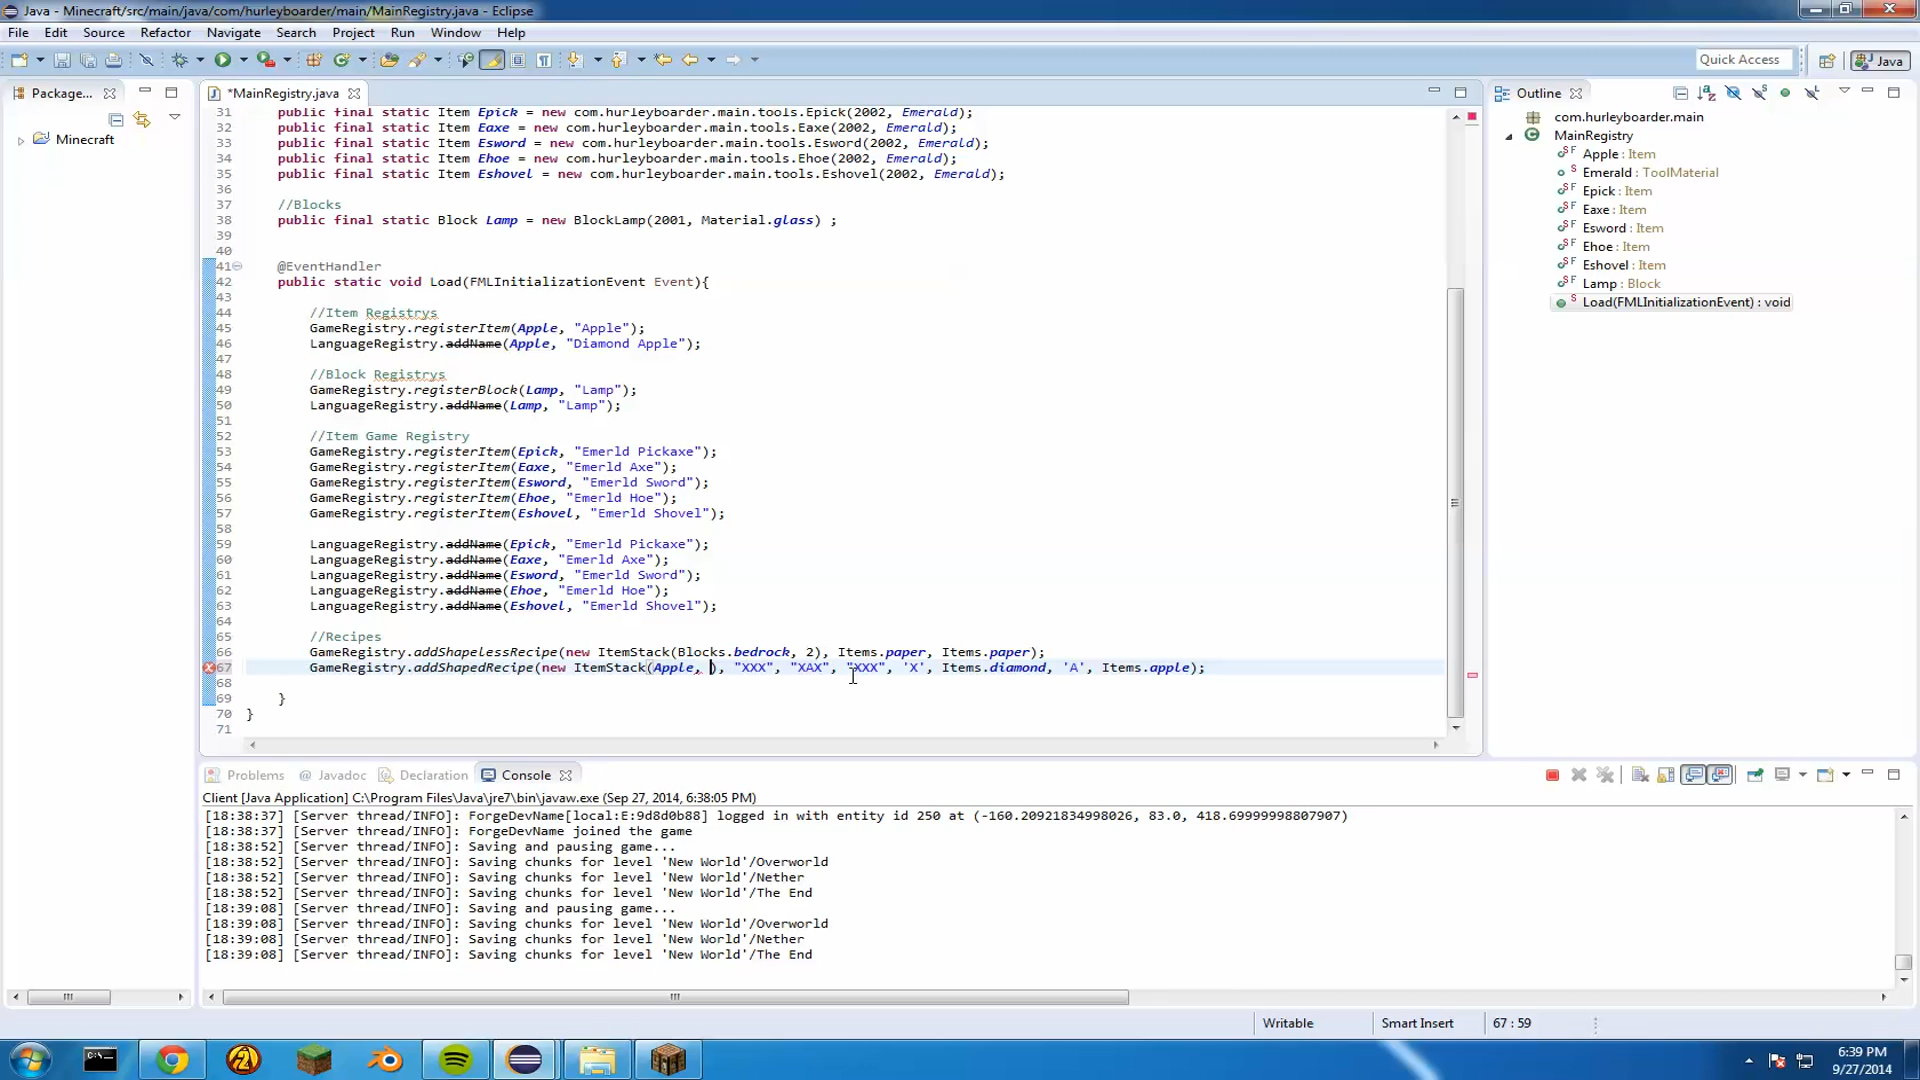 Java - Minecraft/src/main/java/com/hurleyboarder/main/MainRegistry.java - Eclipse
File Edit Source Refactor Navigate Search Project Run Window Help
Quick Access
Java
Package...
*MainRegistry.java
Outline
Minecraft
31 public final static Item Epick = new com.hurleyboarder.main.tools.Epick(2002, Emerald);
32 public final static Item Eaxe = new com.hurleyboarder.main.tools.Eaxe(2002, Emerald);
33 public final static Item Esword = new com.hurleyboarder.main.tools.Esword(2002, Emerald);
34 public final static Item Ehoe = new com.hurleyboarder.main.tools.Ehoe(2002, Emerald);
35 public final static Item Eshovel = new com.hurleyboarder.main.tools.Eshovel(2002, Emerald);
36
37 //Blocks
38 public final static Block Lamp = new BlockLamp(2001, Material.glass) ;
39
40
41 @EventHandler
42 public static void Load(FMLInitializationEvent Event){
43
44 //Item Registrys
45 GameRegistry.registerItem(Apple, "Apple");
46 LanguageRegistry.addName(Apple, "Diamond Apple");
47
48 //Block Registrys
49 GameRegistry.registerBlock(Lamp, "Lamp");
50 LanguageRegistry.addName(Lamp, "Lamp");
51
52 //Item Game Registry
53 GameRegistry.registerItem(Epick, "Emerld Pickaxe");
54 GameRegistry.registerItem(Eaxe, "Emerld Axe");
55 GameRegistry.registerItem(Esword, "Emerld Sword");
56 GameRegistry.registerItem(Ehoe, "Emerld Hoe");
57 GameRegistry.registerItem(Eshovel, "Emerld Shovel");
58
59 LanguageRegistry.addName(Epick, "Emerld Pickaxe");
60 LanguageRegistry.addName(Eaxe, "Emerld Axe");
61 LanguageRegistry.addName(Esword, "Emerld Sword");
62 LanguageRegistry.addName(Ehoe, "Emerld Hoe");
63 LanguageRegistry.addName(Eshovel, "Emerld Shovel");
64
65 //Recipes
66 GameRegistry.addShapelessRecipe(new ItemStack(Blocks.bedrock, 2), Items.paper, Items.paper);
67 GameRegistry.addShapedRecipe(new ItemStack(Apple, ), "XXX", "XAX", "XXX", 'X', Items.diamond, 'A', Items.apple);
68
69 }
70 }
71
com.hurleyboarder.main
MainRegistry
Apple : Item
Emerald : ToolMaterial
Epick : Item
Eaxe : Item
Esword : Item
Ehoe : Item
Eshovel : Item
Lamp : Block
Load(FMLInitializationEvent) : void
Problems @ Javadoc Declaration Console
Client [Java Application] C:\Program Files\Java\jre7\bin\javaw.exe (Sep 27, 2014, 6:38:05 PM)
[18:38:37] [Server thread/INFO]: ForgeDevName[local:E:9d8d0b88] logged in with entity id 250 at (-160.20921834998026, 83.0, 418.69999998807907)
[18:38:37] [Server thread/INFO]: ForgeDevName joined the game
[18:38:52] [Server thread/INFO]: Saving and pausing game...
[18:38:52] [Server thread/INFO]: Saving chunks for level 'New World'/Overworld
[18:38:52] [Server thread/INFO]: Saving chunks for level 'New World'/Nether
[18:38:52] [Server thread/INFO]: Saving chunks for level 'New World'/The End
[18:39:08] [Server thread/INFO]: Saving and pausing game...
[18:39:08] [Server thread/INFO]: Saving chunks for level 'New World'/Overworld
[18:39:08] [Server thread/INFO]: Saving chunks for level 'New World'/Nether
[18:39:08] [Server thread/INFO]: Saving chunks for level 'New World'/The End
Writable Smart Insert 67 : 59
6:39 PM
9/27/2014